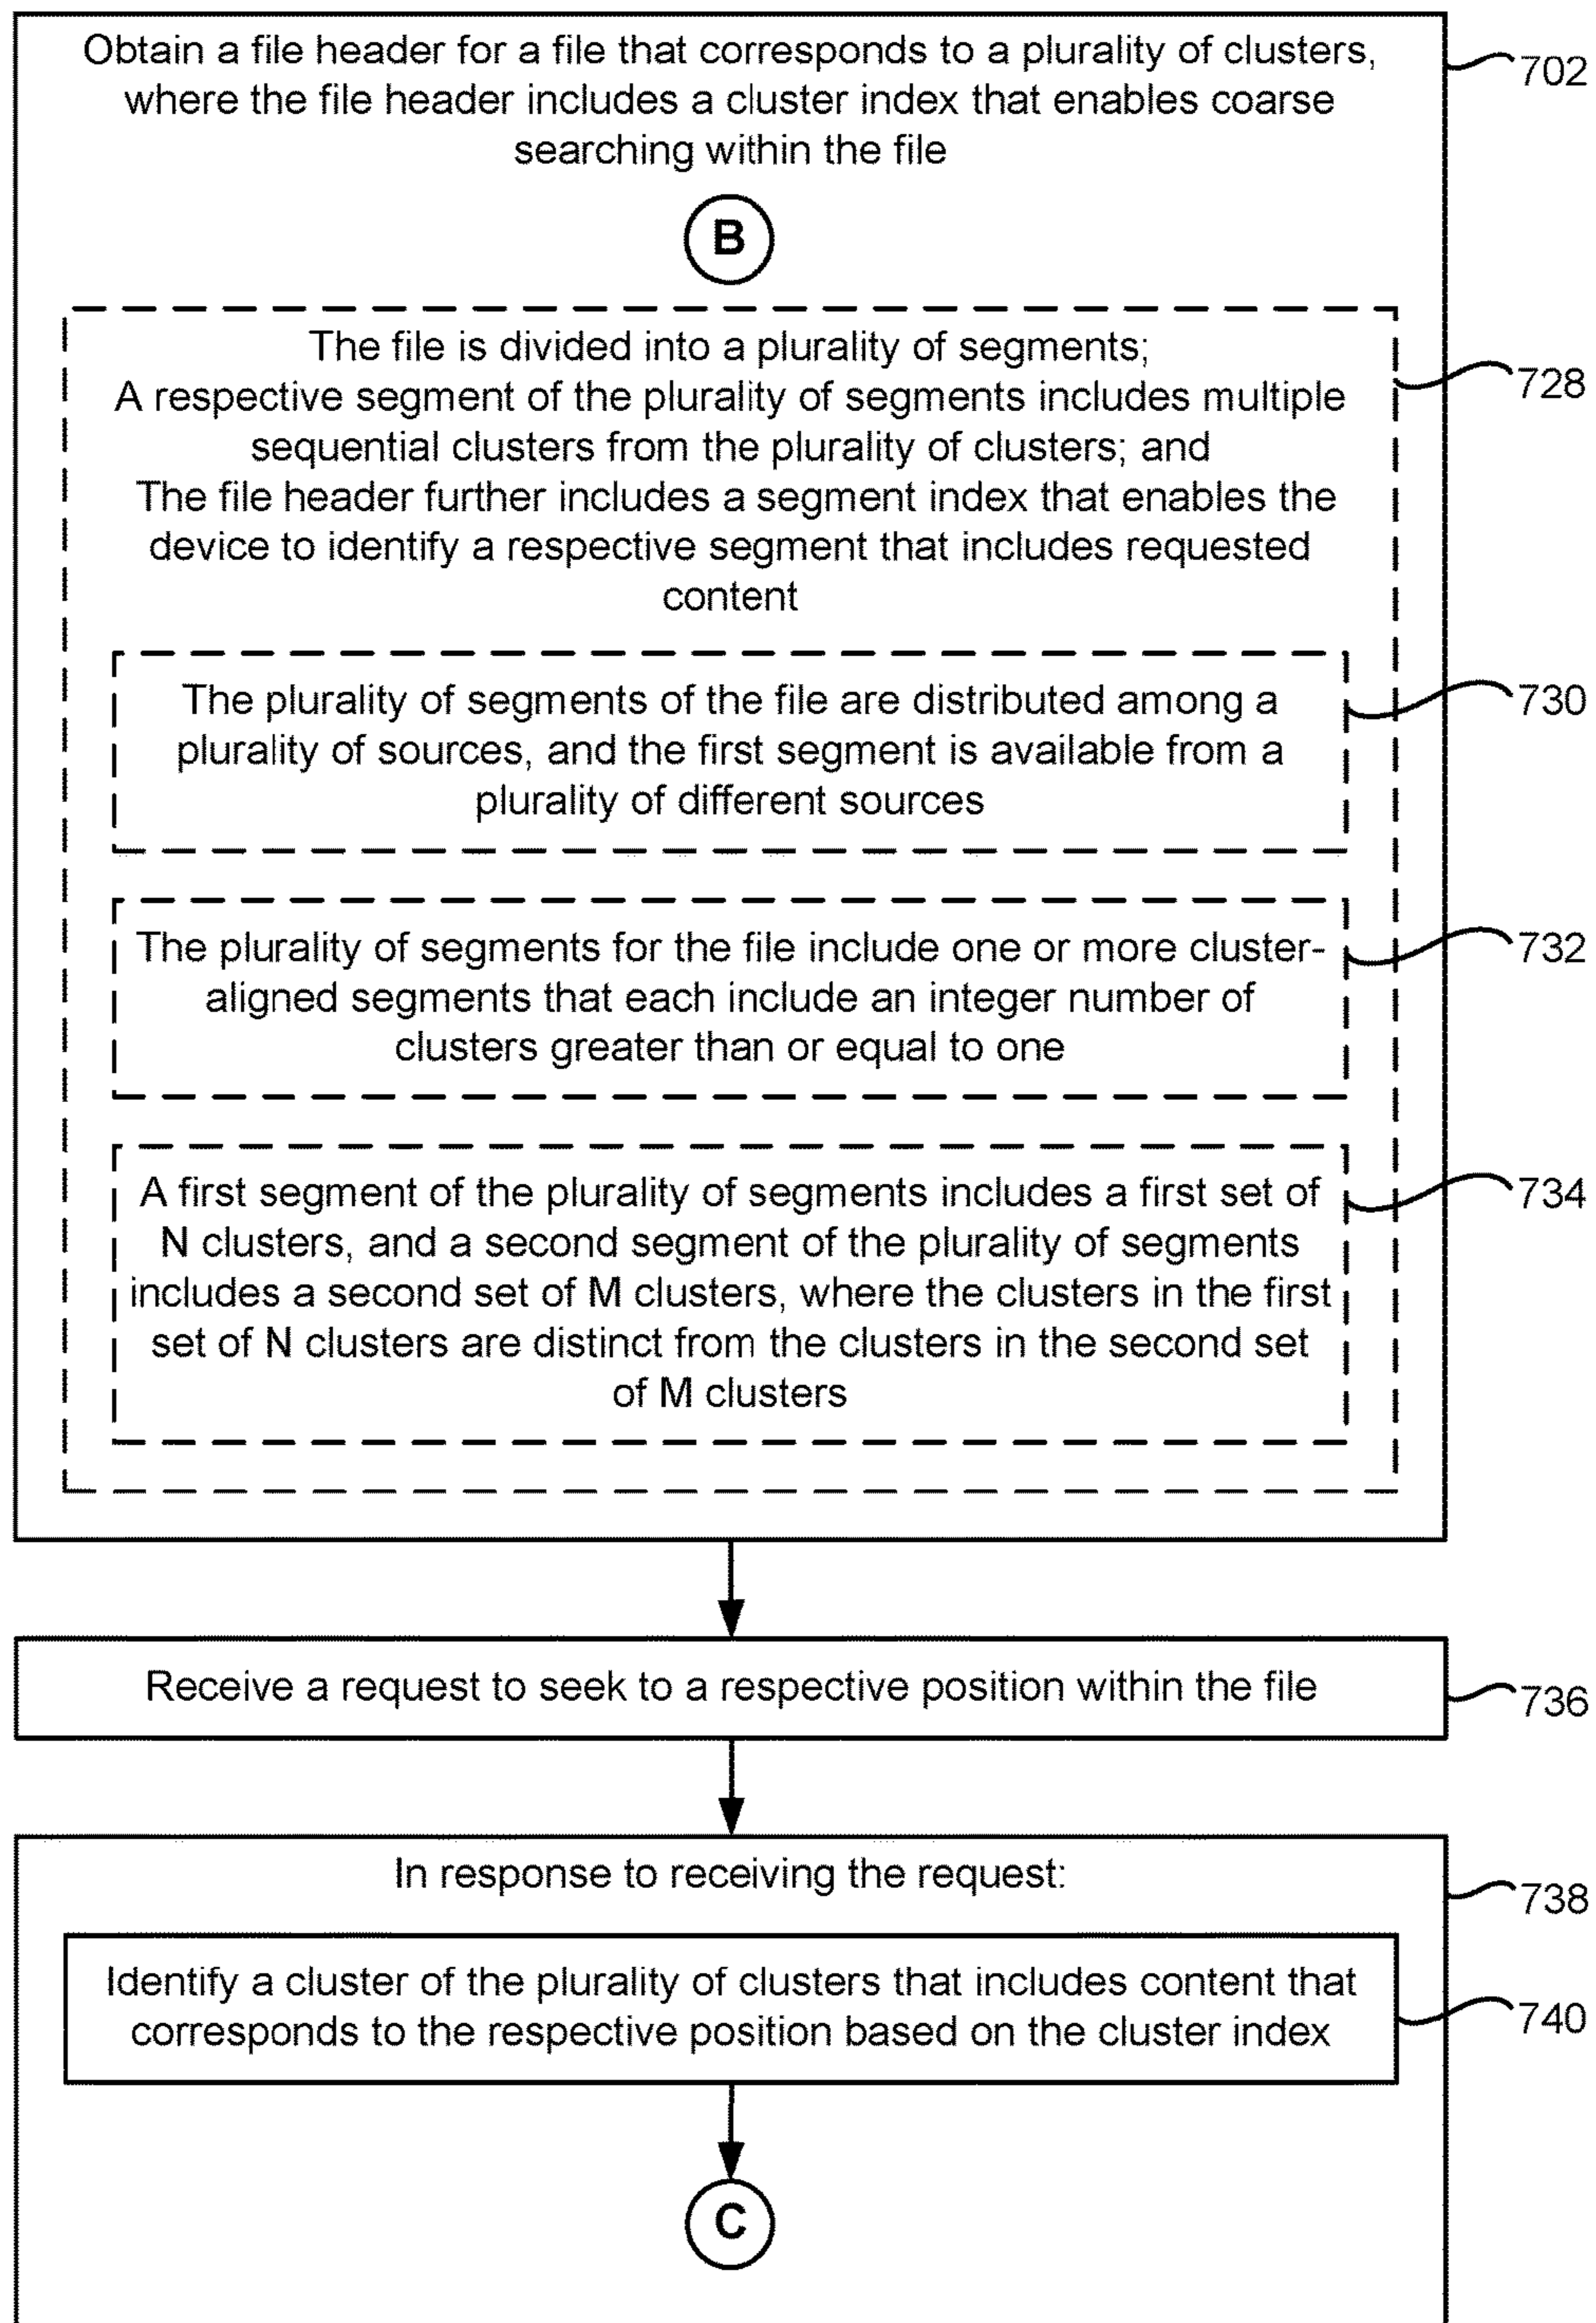 Obtain a file header for a file that corresponds to a plurality of clusters,
where the file header includes a cluster index that enables coarse
searching within the file
702
B
The file is divided into a plurality of segments;
A respective segment of the plurality of segments includes multiple
sequential clusters from the plurality of clusters; and
The file header further includes a segment index that enables the
device to identify a respective segment that includes requested
content
728
The plurality of segments of the file are distributed among a
plurality of sources, and the first segment is available from a
plurality of different sources
730
The plurality of segments for the file include one or more cluster-
aligned segments that each include an integer number of
clusters greater than or equal to one
732
A first segment of the plurality of segments includes a first set of
N clusters, and a second segment of the plurality of segments
includes a second set of M clusters, where the clusters in the first
set of N clusters are distinct from the clusters in the second set
of M clusters
734
Receive a request to seek to a respective position within the file
736
In response to receiving the request:
738
Identify a cluster of the plurality of clusters that includes content that
corresponds to the respective position based on the cluster index
740
C